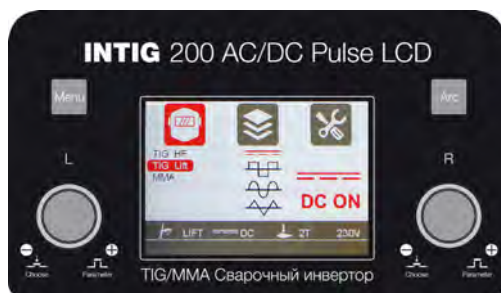 INTIG 200 AC/DC Pulse LCD
Menu
Arc
L
R
TIG HF
TIG Lift
MMA
DC ON
LIFT DC 2T 230V
Choose
Parameter
Choose
Parameter
TIG/MMA Сварочный инвертор